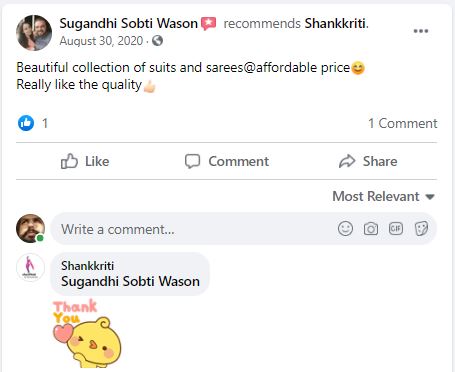 Sugandhi Sobti Wason recommends Shankkriti.
August 30, 2020 ·
Beautiful collection of suits and sarees@affordable price😊
Really like the quality👍🏻
1
1 Comment
Like
Comment
Share
Most Relevant
Write a comment...
GIF
Shankkriti
Sugandhi Sobti Wason
Thank
You